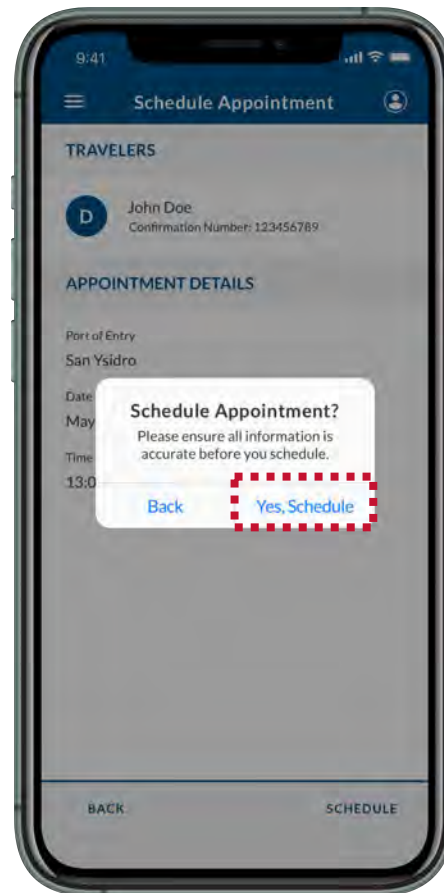 9:41
Schedule Appointment
TRAVELERS
D
John Doe
Confirmation Number: 123456789
APPOINTMENT DETAILS
Port of Entry
San Ysidro
Date
May
Time
13:0
Schedule Appointment?
Please ensure all information is
accurate before you schedule.
Back Yes, Schedule
BACK SCHEDULE